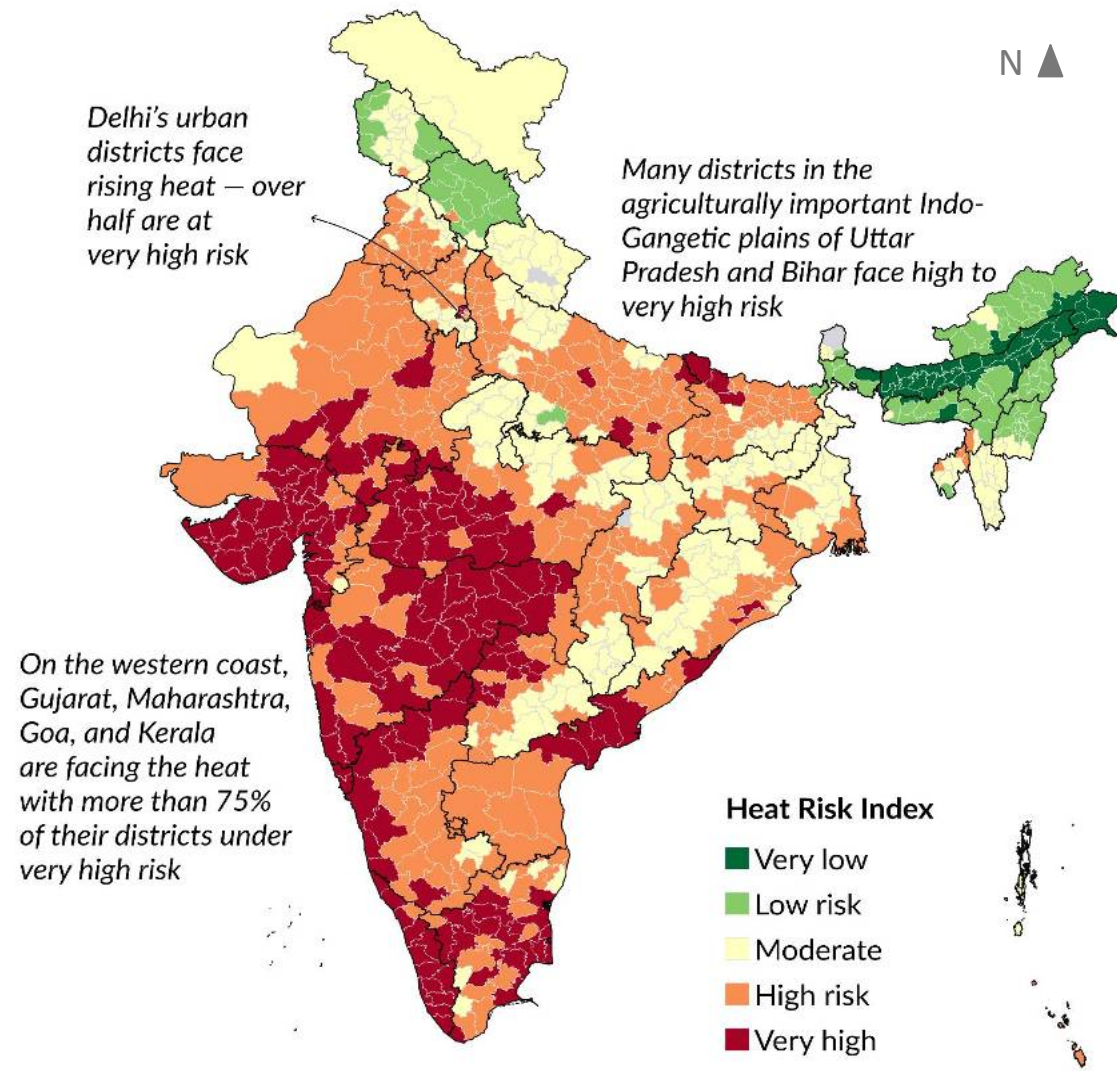 N
Delhi’s urban
districts face
rising heat — over
half are at
very high risk
Many districts in the
agriculturally important Indo-
Gangetic plains of Uttar
Pradesh and Bihar face high to
very high risk
On the western coast,
Gujarat, Maharashtra,
Goa, and Kerala
are facing the heat
with more than 75%
of their districts under
very high risk
Heat Risk Index
Very low
Low risk
Moderate
High risk
Very high